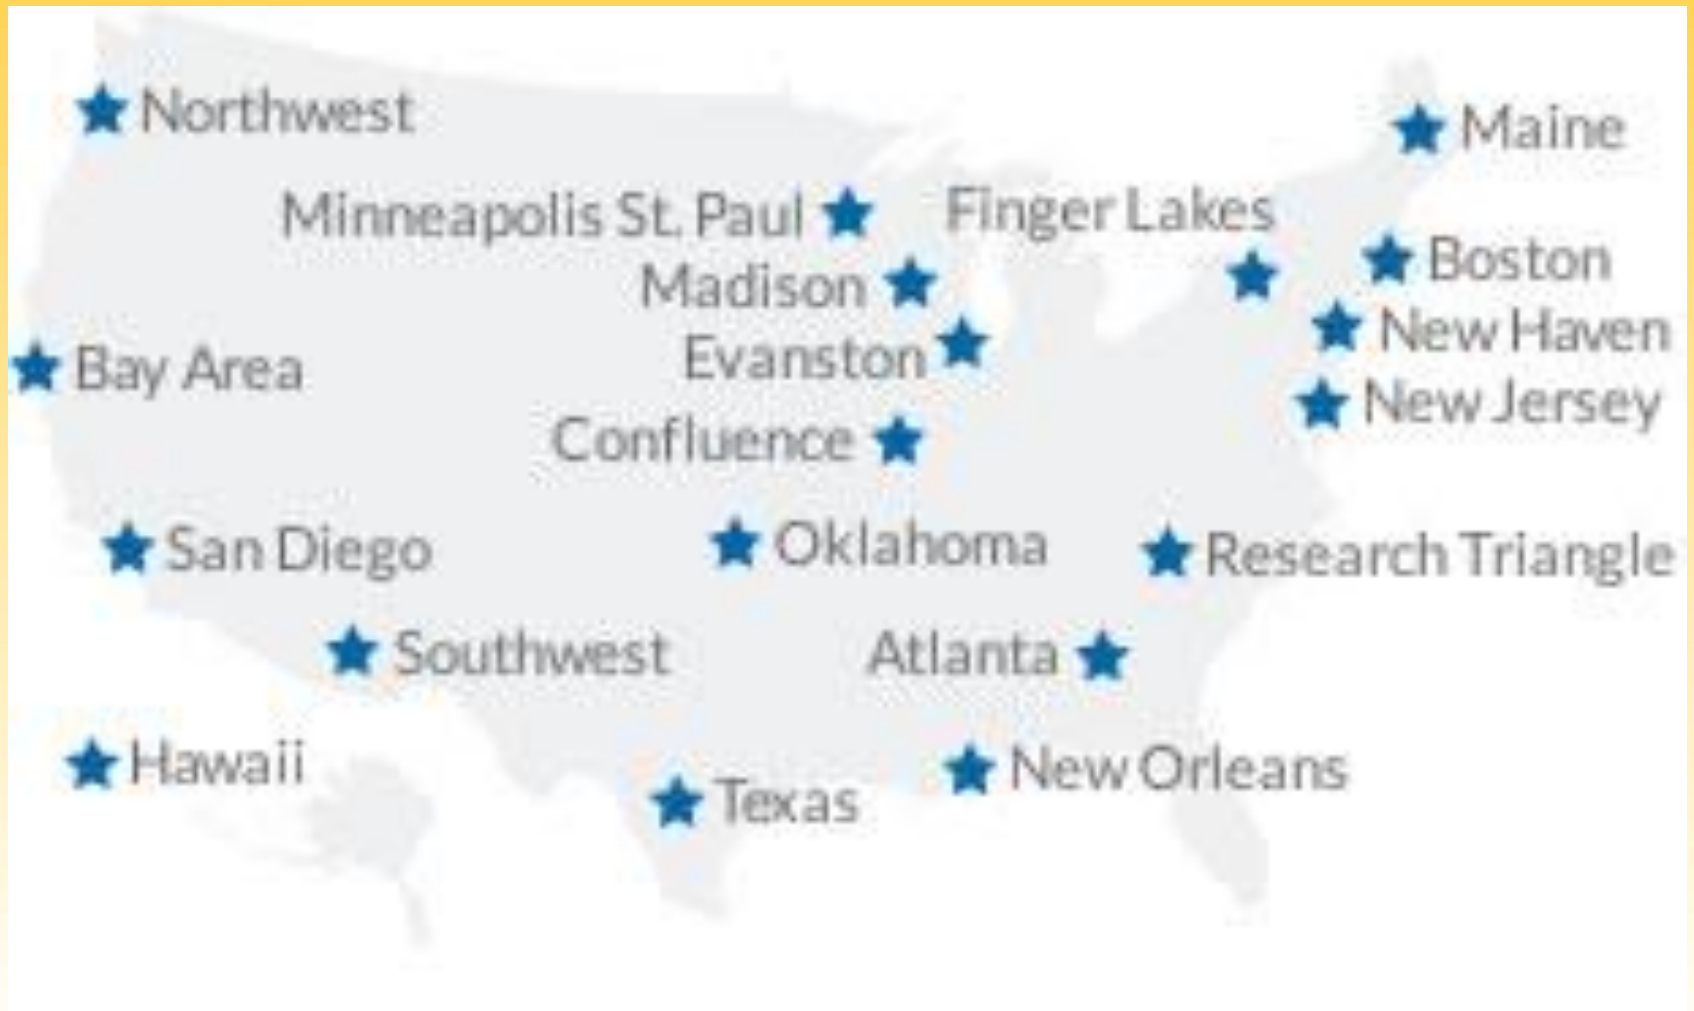 Northwest
Maine
Minneapolis St. Paul
Finger Lakes
Boston
Madison
New Haven
Evanston
Bay Area
New Jersey
Confluence
San Diego
Oklahoma
Research Triangle
Southwest
Atlanta
Hawaii
New Orleans
Texas